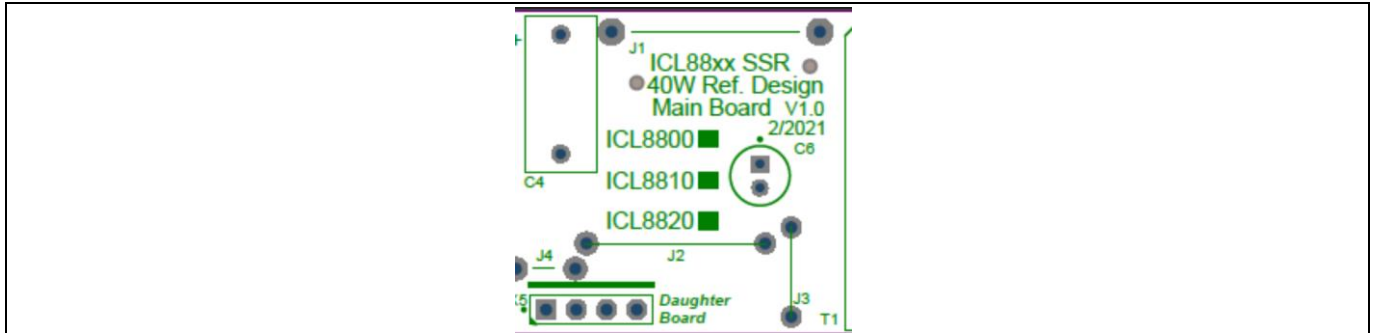 J1
ICL88xx SSR
40W Ref. Design
Main Board V1.0
2/2021
ICL8800
C6
C4
ICL8810
ICL8820
J4
J2
J3
Daughter
Board
T1